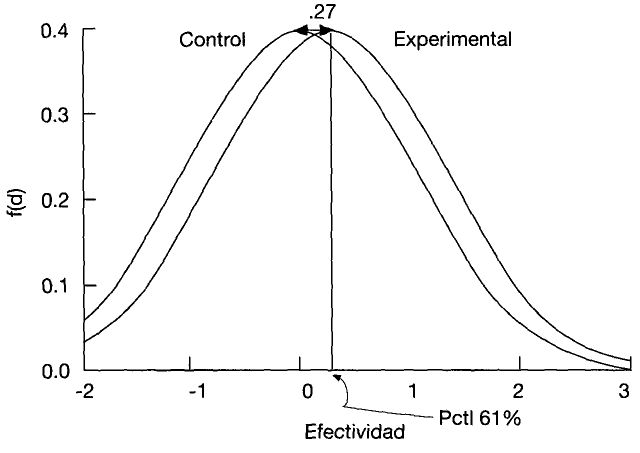 .27
Control
Experimental
0.4
0.3
0.2
0.1
0.0
f(d)
-2 -1 0 1 2 3
Pctl 61%
Efectividad